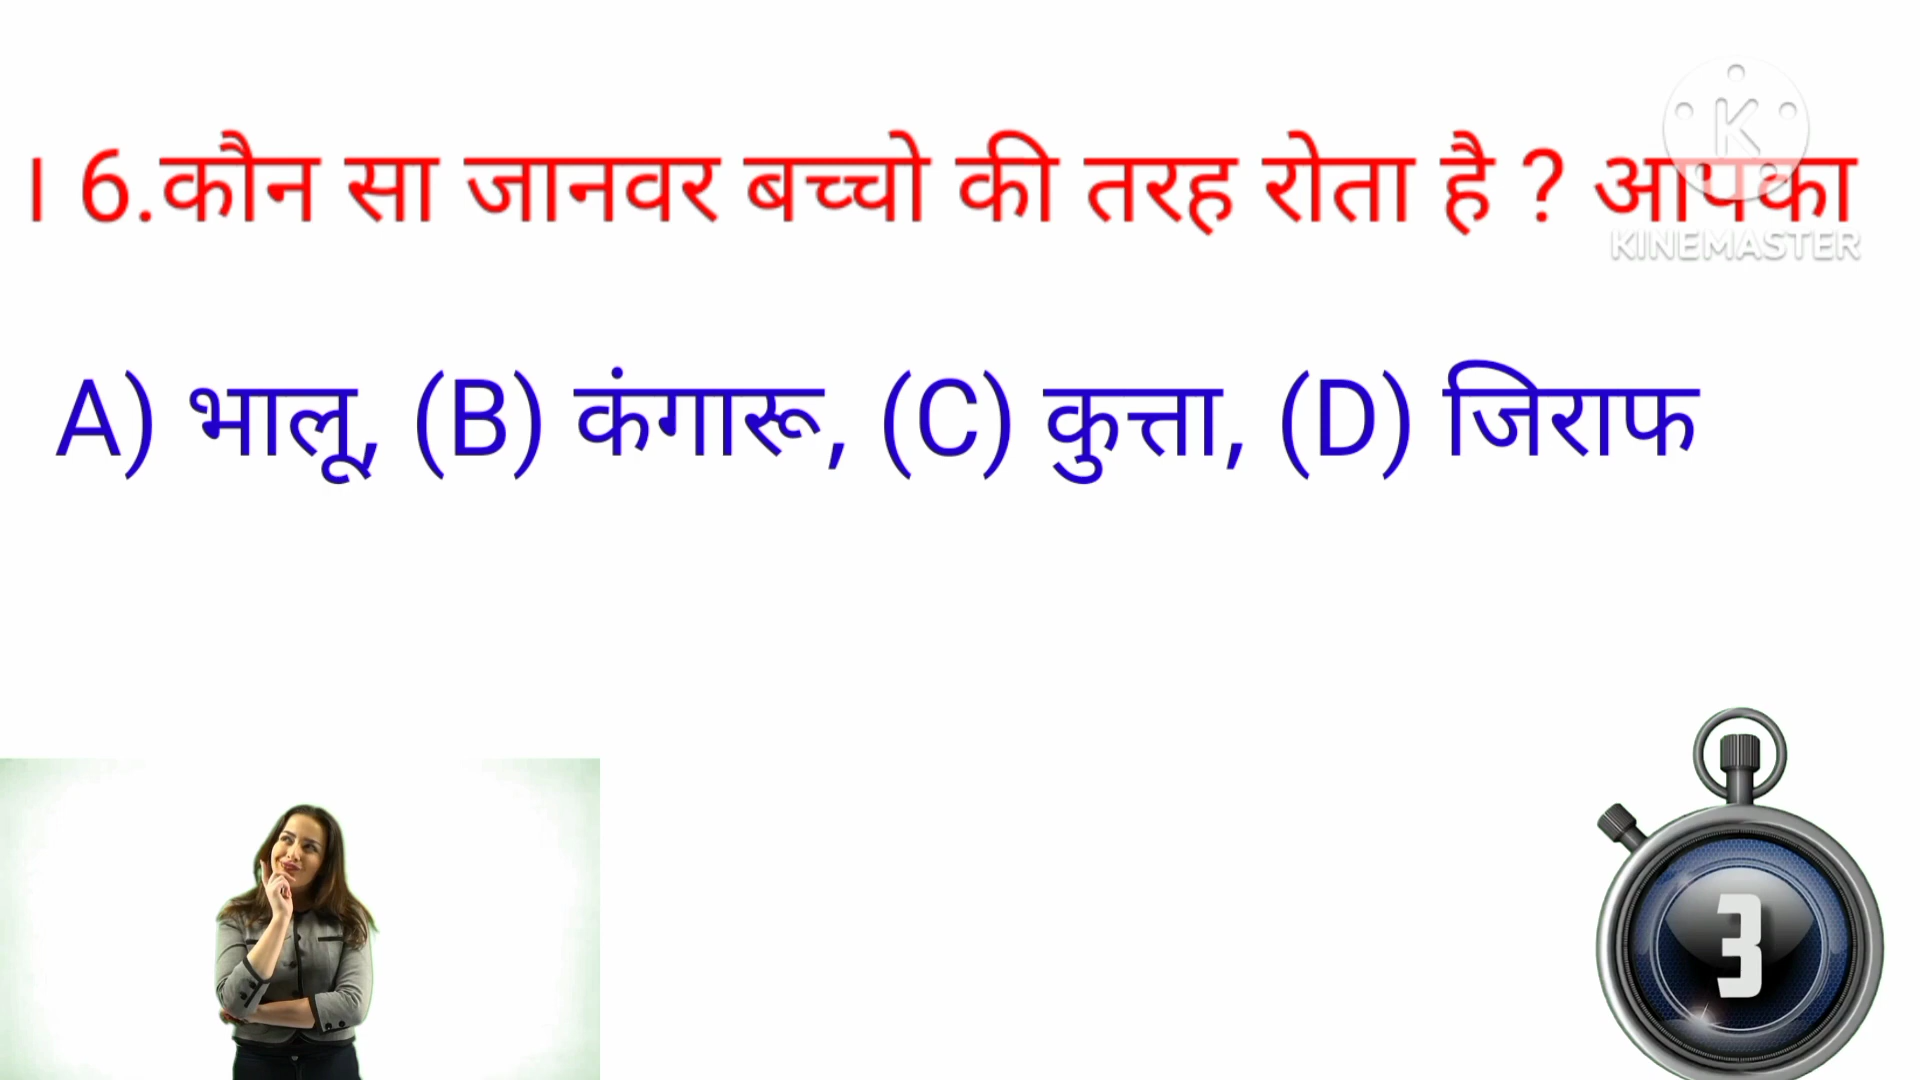 । 6.कौन सा जानवर बच्चो की तरह रोता है ? आपका
KINEMASTER
A) भालू, (B) कंगारू, (C) कुत्ता, (D) जिराफ
3